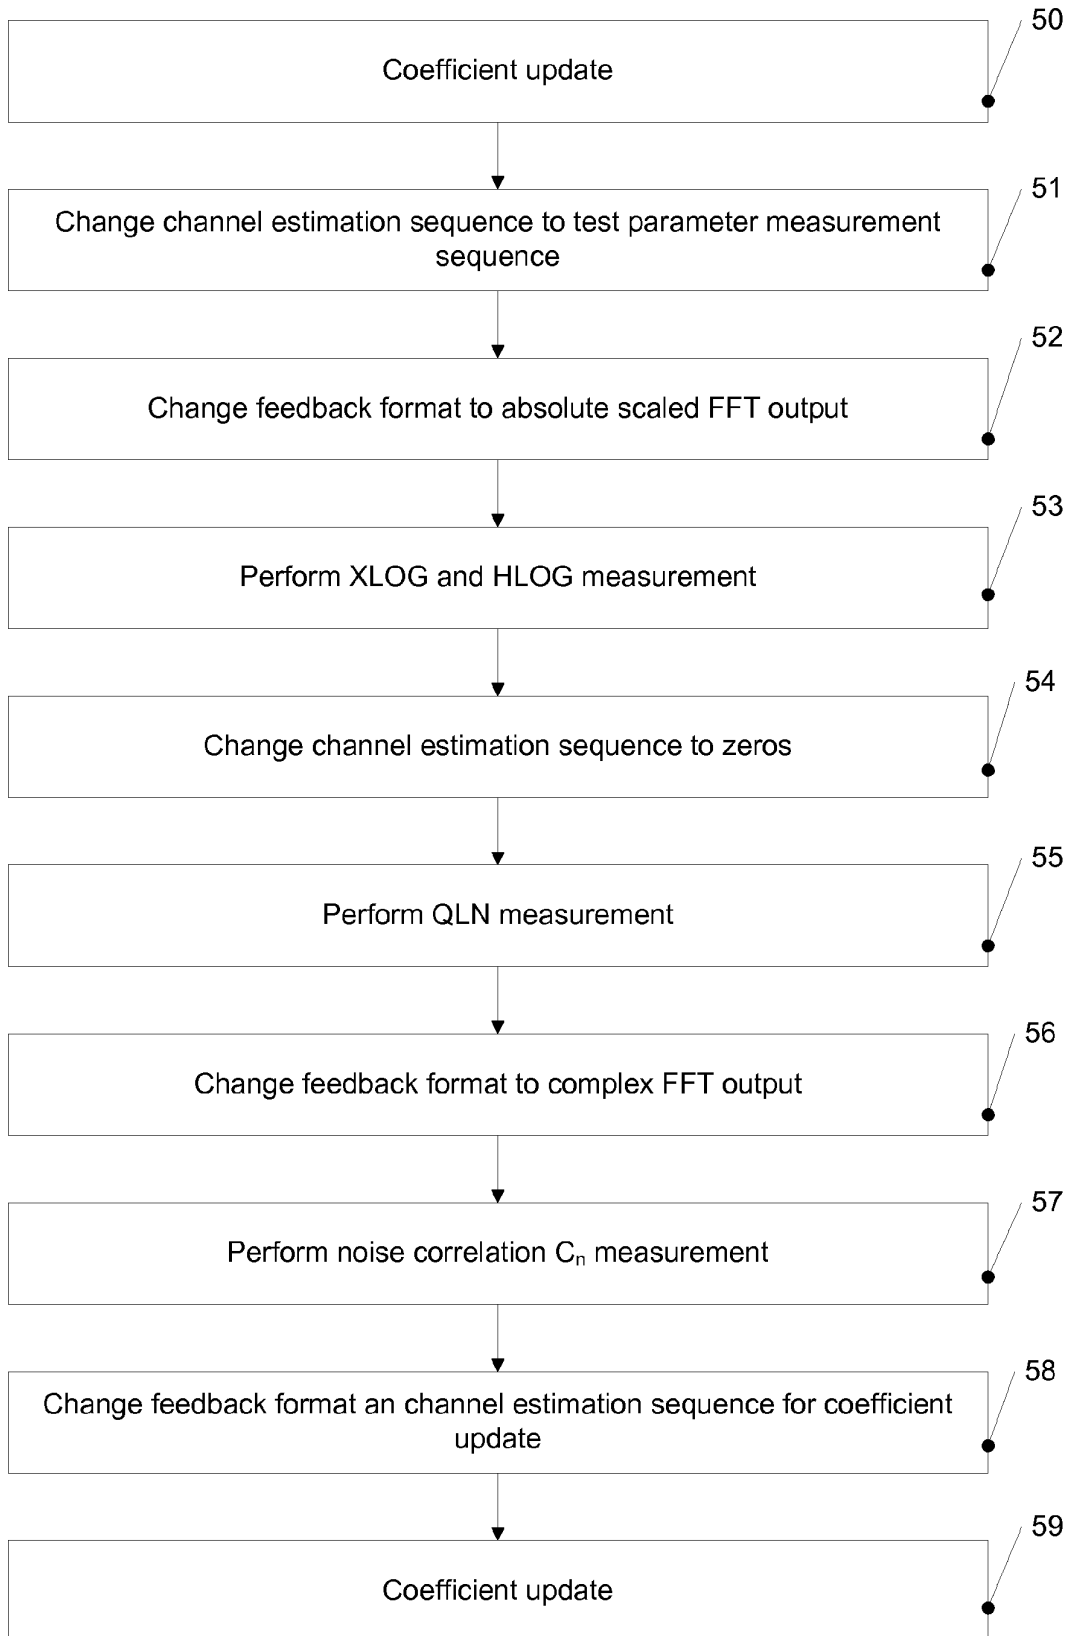 50
Coefficient update
51
Change channel estimation sequence to test parameter measurement
sequence
52
Change feedback format to absolute scaled FFT output
53
Perform XLOG and HLOG measurement
54
Change channel estimation sequence to zeros
55
Perform QLN measurement
56
Change feedback format to complex FFT output
57
Perform noise correlation Cₙ measurement
58
Change feedback format an channel estimation sequence for coefficient
update
59
Coefficient update